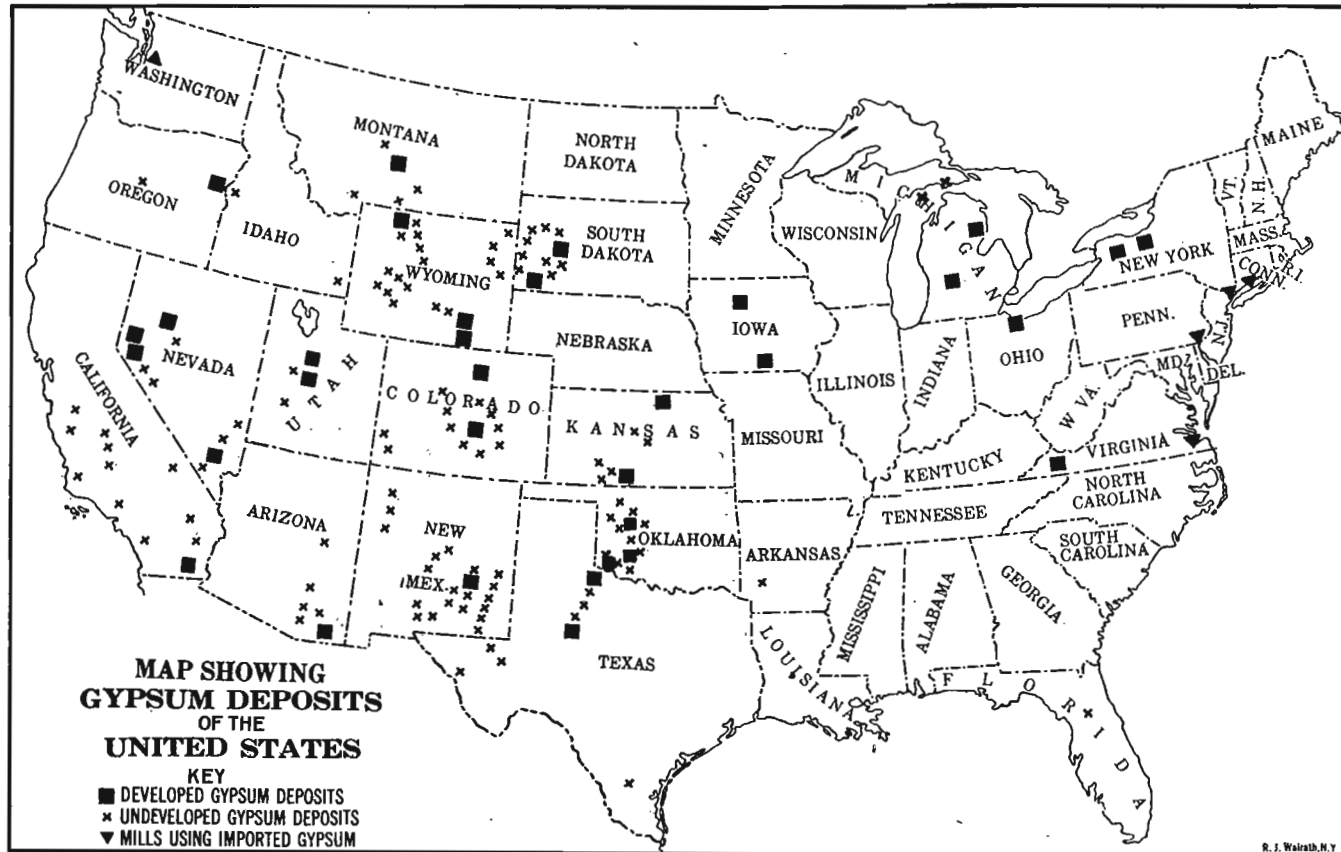 WASHINGTON
MONTANA
NORTH
DAKOTA
MINNESOTA
MICHIGAN
MAINE
VT.
N.H.
OREGON
IDAHO
SOUTH
DAKOTA
WISCONSIN
NEW YORK
MASS.
CONN.
R.I.
WYOMING
IOWA
PENN.
N.J.
NEVADA
UTAH
NEBRASKA
ILLINOIS
INDIANA
OHIO
MD.
DEL.
CALIFORNIA
COLORADO
KANSAS
MISSOURI
W VA.
VIRGINIA
KENTUCKY
ARIZONA
NEW
MEX.
OKLAHOMA
ARKANSAS
TENNESSEE
NORTH
CAROLINA
SOUTH
CAROLINA
TEXAS
LOUISIANA
MISSISSIPPI
ALABAMA
GEORGIA
FLORIDA
MAP SHOWING
GYPSUM DEPOSITS
OF THE
UNITED STATES
KEY
DEVELOPED GYPSUM DEPOSITS
UNDEVELOPED GYPSUM DEPOSITS
MILLS USING IMPORTED GYPSUM
R. J. Walrath, N.Y.